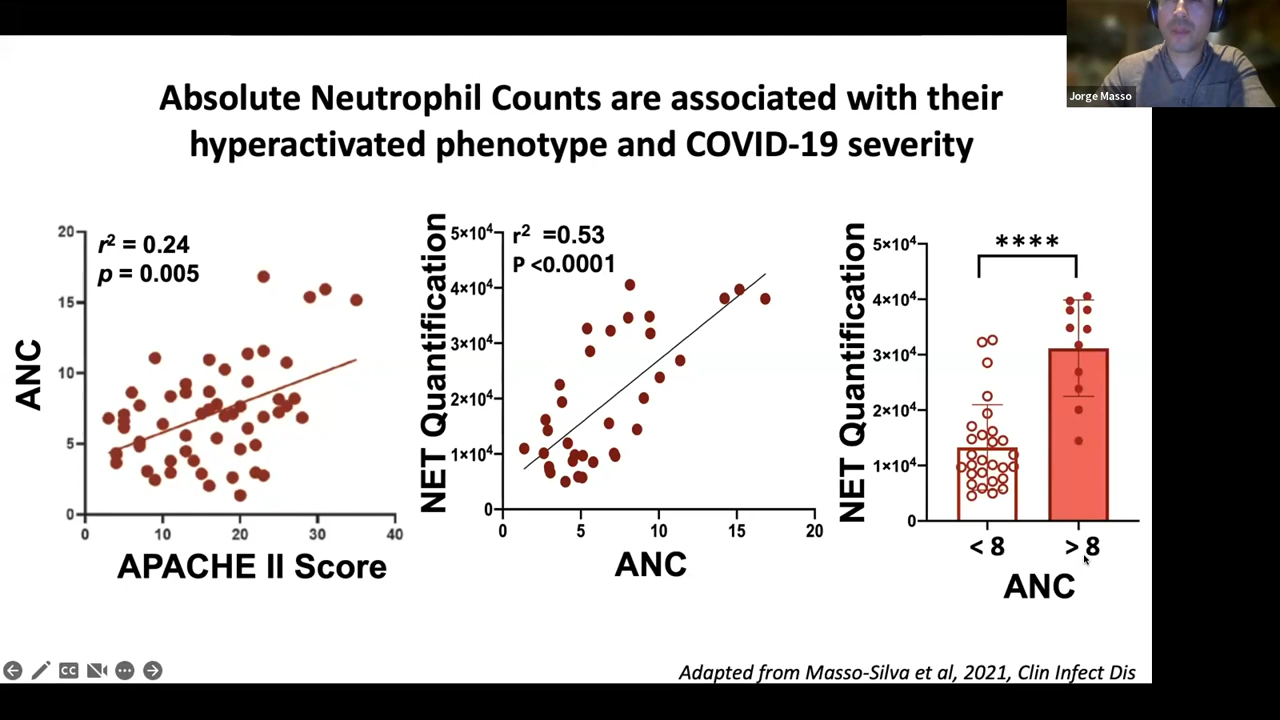 Jorge Masso
Absolute Neutrophil Counts are associated with their
hyperactivated phenotype and COVID-19 severity
ANC
20
15
10
5
0
r² = 0.24
p = 0.005
0 10 20 30 40
APACHE II Score
NET Quantification
5×10⁴
4×10⁴
3×10⁴
2×10⁴
1×10⁴
0
r² =0.53
P <0.0001
0 5 10 15 20
ANC
NET Quantification
5×10⁴
4×10⁴
3×10⁴
2×10⁴
1×10⁴
0
****
< 8 > 8
ANC
CC
Adapted from Masso-Silva et al, 2021, Clin Infect Dis